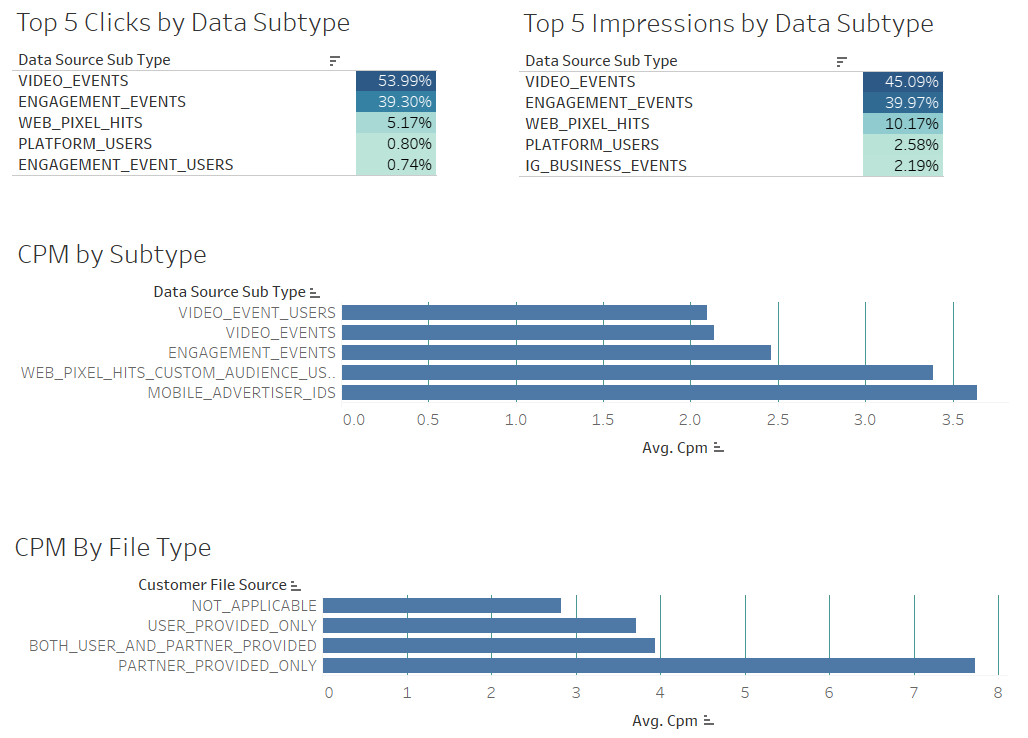 Top 5 Clicks by Data Subtype
Data Source Sub Type
VIDEO_EVENTS 53.99%
ENGAGEMENT_EVENTS 39.30%
WEB_PIXEL_HITS 5.17%
PLATFORM_USERS 0.80%
ENGAGEMENT_EVENT_USERS 0.74%
Top 5 Impressions by Data Subtype
Data Source Sub Type
VIDEO_EVENTS 45.09%
ENGAGEMENT_EVENTS 39.97%
WEB_PIXEL_HITS 10.17%
PLATFORM_USERS 2.58%
IG_BUSINESS_EVENTS 2.19%
CPM by Subtype
Data Source Sub Type
VIDEO_EVENT_USERS
VIDEO_EVENTS
ENGAGEMENT_EVENTS
WEB_PIXEL_HITS_CUSTOM_AUDIENCE_US..
MOBILE_ADVERTISER_IDS
0.0 0.5 1.0 1.5 2.0 2.5 3.0 3.5
Avg. Cpm
CPM By File Type
Customer File Source
NOT_APPLICABLE
USER_PROVIDED_ONLY
BOTH_USER_AND_PARTNER_PROVIDED
PARTNER_PROVIDED_ONLY
0 1 2 3 4 5 6 7 8
Avg. Cpm